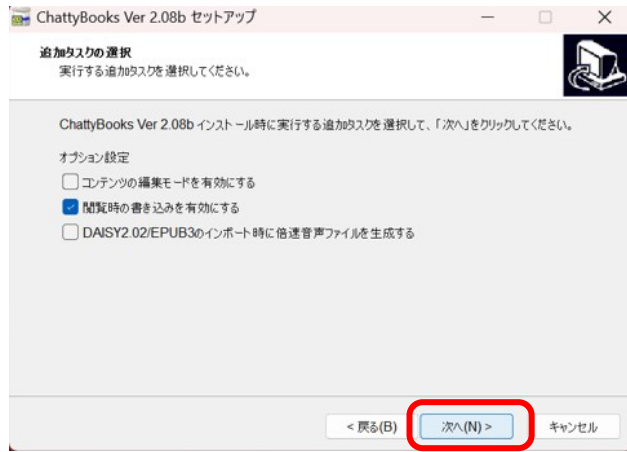 ChattyBooks Ver 2.08b セットアップ
追加タスクの選択
実行する追加タスクを選択してください。
ChattyBooks Ver 2.08b インストール時に実行する追加タスクを選択して、「次へ」をクリックしてください。
オプション設定
コンテンツの編集モードを有効にする
閲覧時の書き込みを有効にする
DAISY2.02/EPUB3のインポート時に倍速音声ファイルを生成する
< 戻る(B)
次へ(N) >
キャンセル